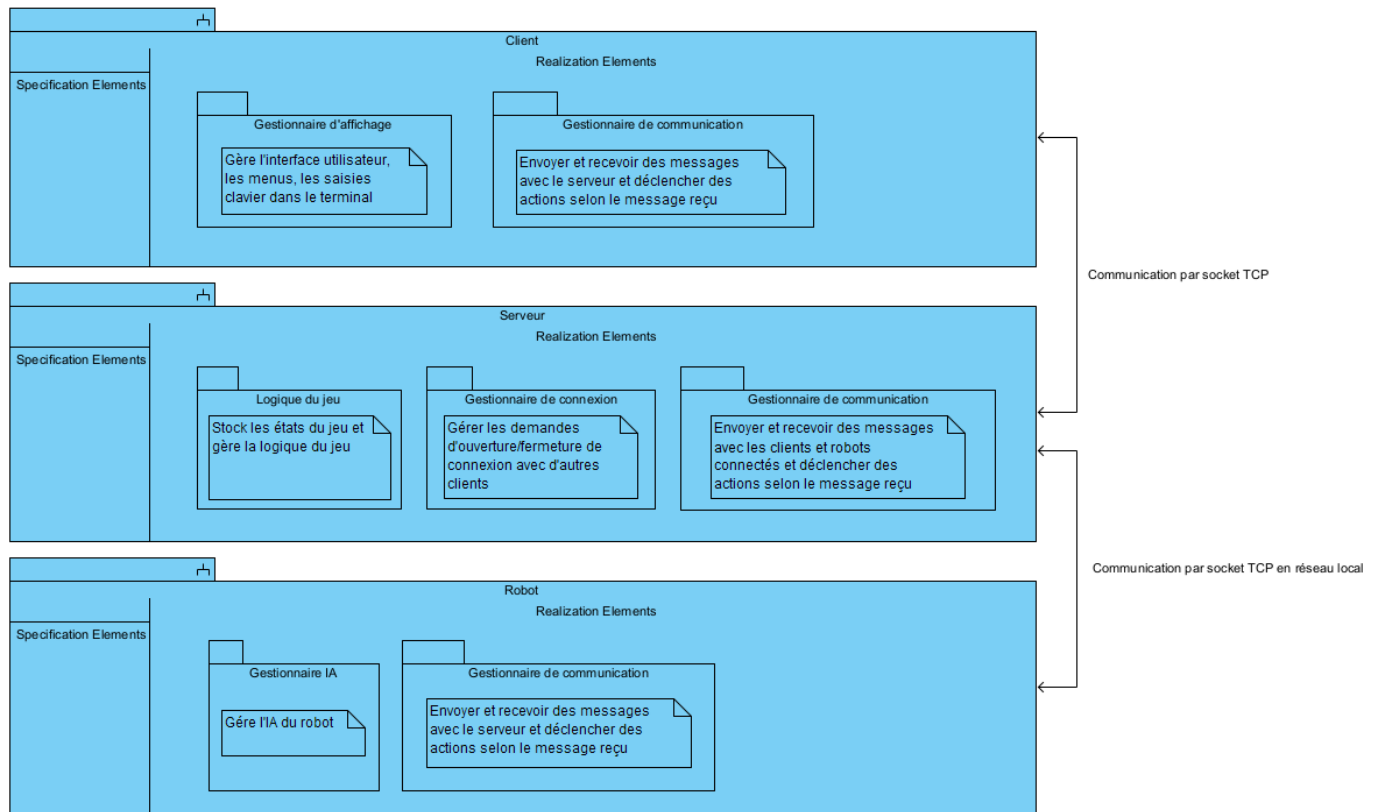 Client
Realization Elements
Specification Elements
Gestionnaire d'affichage
Gère l'interface utilisateur,
les menus, les saisies
clavier dans le terminal
Gestionnaire de communication
Envoyer et recevoir des messages
avec le serveur et déclencher des
actions selon le message reçu
Communication par socket TCP
Serveur
Realization Elements
Specification Elements
Logique du jeu
Stock les états du jeu et
gère la logique du jeu
Gestionnaire de connexion
Gérer les demandes
d'ouverture/fermeture de
connexion avec d'autres
clients
Gestionnaire de communication
Envoyer et recevoir des messages
avec les clients et robots
connectés et déclencher des
actions selon le message reçu
Communication par socket TCP en réseau local
Robot
Realization Elements
Specification Elements
Gestionnaire IA
Gére l'IA du robot
Gestionnaire de communication
Envoyer et recevoir des messages
avec le serveur et déclencher des
actions selon le message reçu